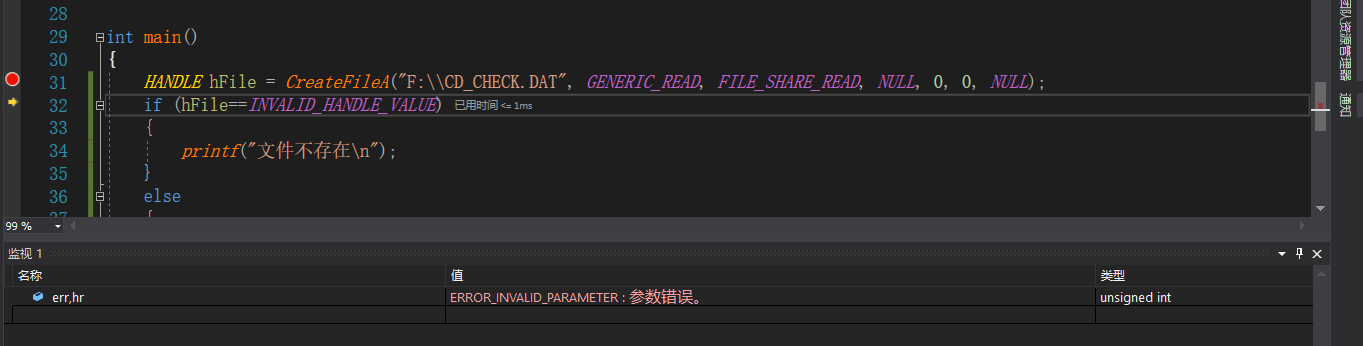 28
29 int main()
30 {
31 HANDLE hFile = CreateFileA("F:\\CD_CHECK.DAT", GENERIC_READ, FILE_SHARE_READ, NULL, 0, 0, NULL);
32 if (hFile==INVALID_HANDLE_VALUE) 已用时间 <= 1ms
33 {
34 printf("文件不存在\n");
35 }
36 else
37 {
99 %
监视 1
名称 值 类型
err,hr ERROR_INVALID_PARAMETER : 参数错误。 unsigned int
团队资源管理器
通知